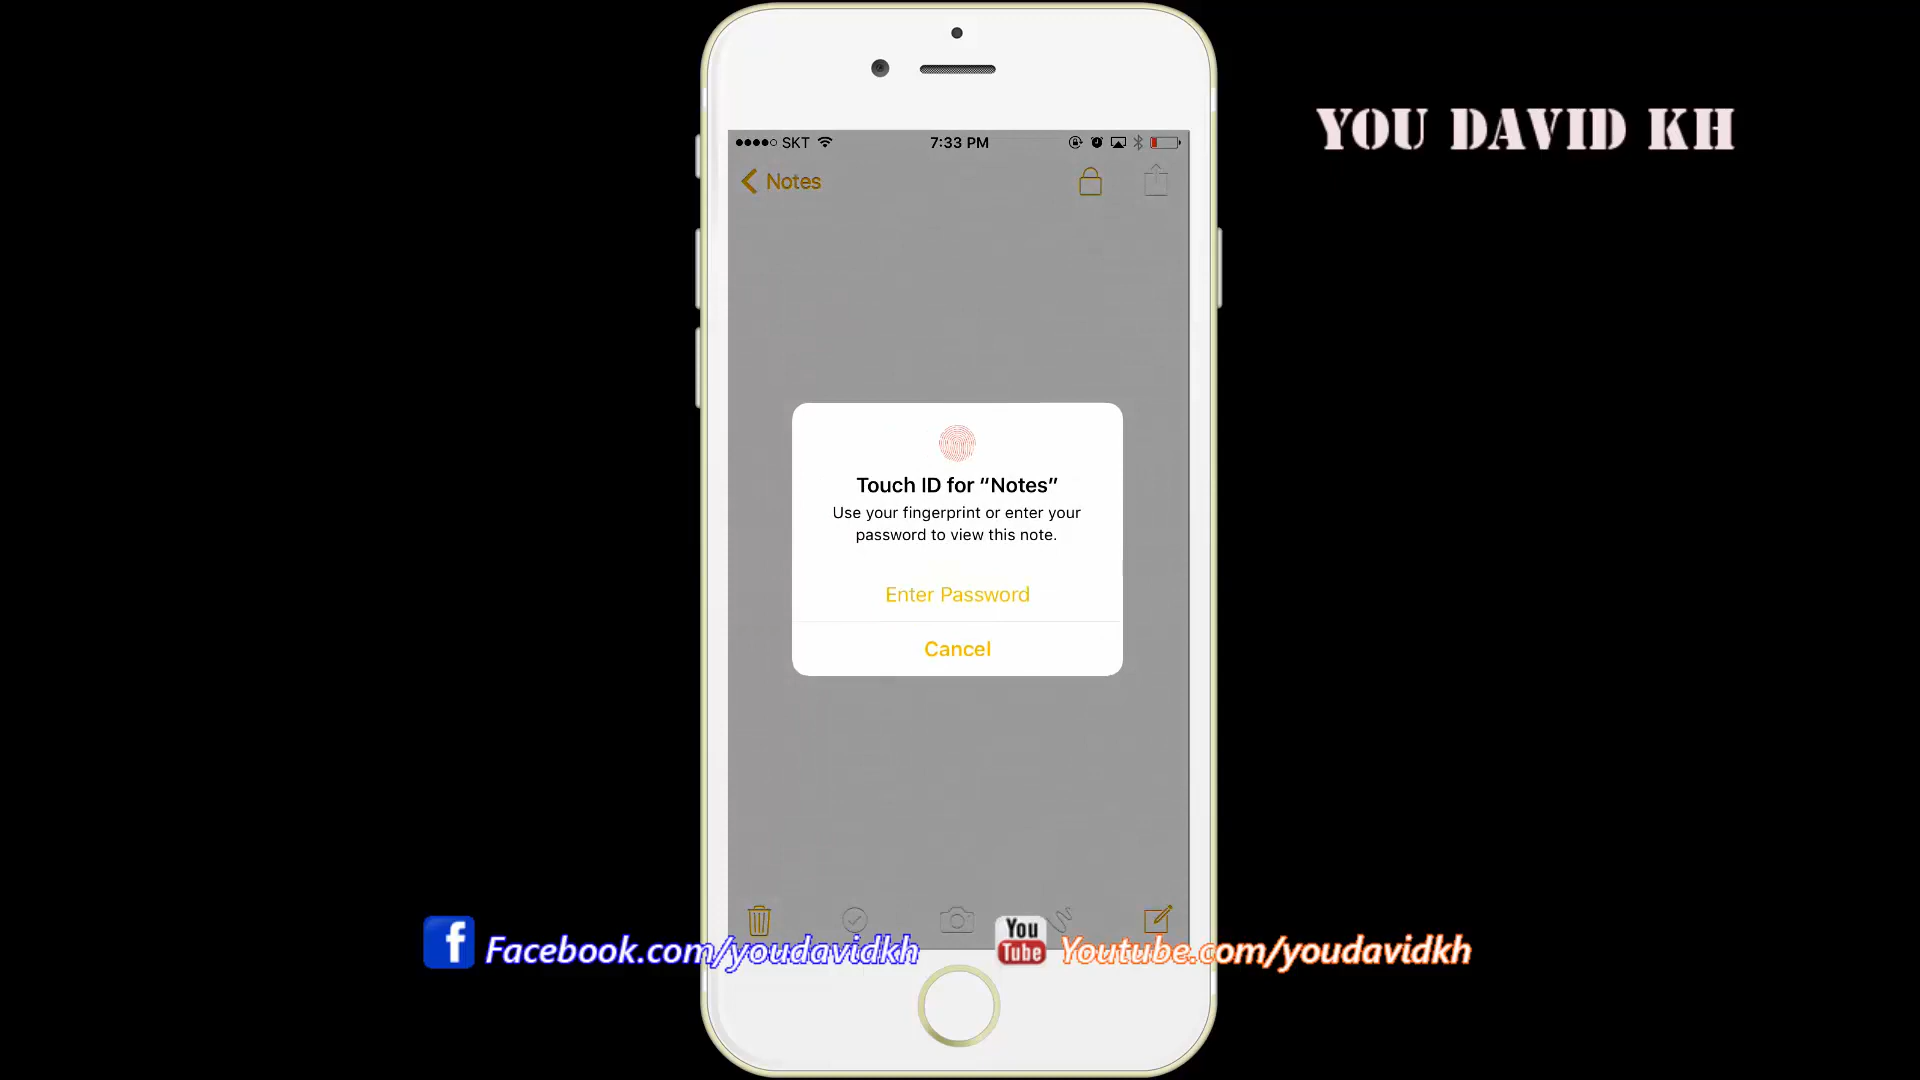 YOU DAVID KH
SKT
7:33 PM
Notes
Touch ID for “Notes”
Use your fingerprint or enter your
password to view this note.
Enter Password
Cancel
f Facebook.com/youdavidkh
You
Tube
Youtube.com/youdavidkh